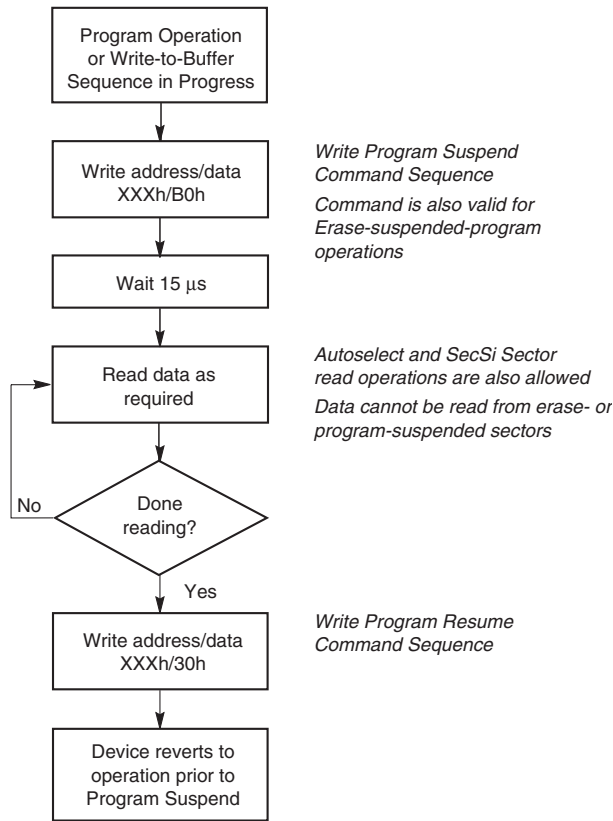 Program Operation
or Write-to-Buffer
Sequence in Progress
Write address/data
XXXh/B0h
Write Program Suspend
Command Sequence
Command is also valid for
Erase-suspended-program
operations
Wait 15 μs
Read data as
required
Autoselect and SecSi Sector
read operations are also allowed
Data cannot be read from erase- or
program-suspended sectors
No
Done
reading?
Yes
Write address/data
XXXh/30h
Write Program Resume
Command Sequence
Device reverts to
operation prior to
Program Suspend